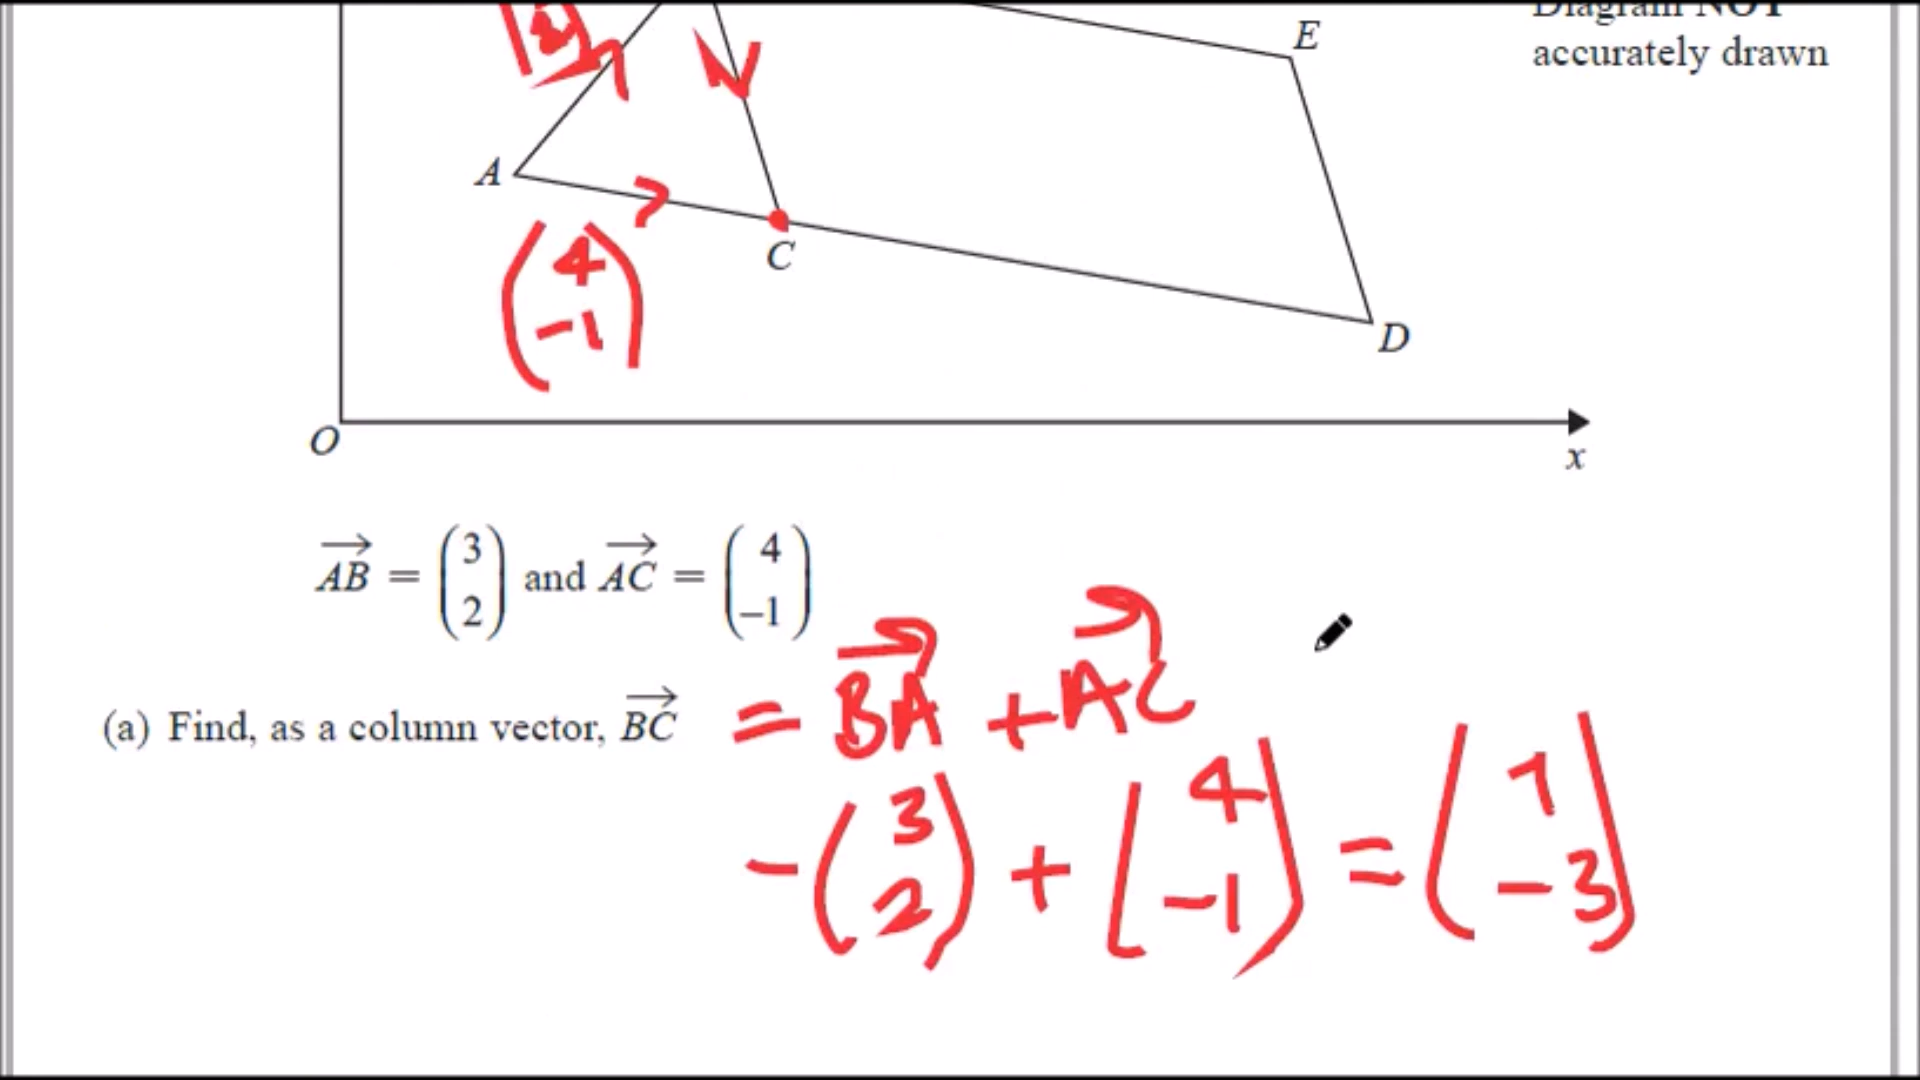 Diagram NOT
accurately drawn
E
2
A
C
4
-1
D
O
x
AB = (3 2) and AC = (4 –1)
= BA + AC
(a) Find, as a column vector, BC
-(3 2) + (4 -1) = (1 -3)